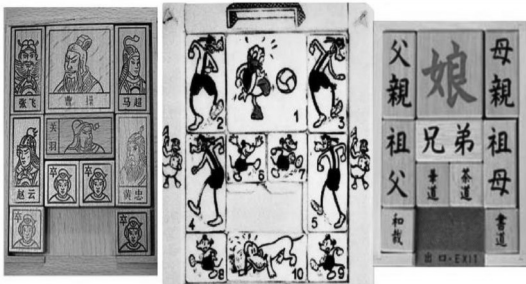 张飞
曹操
马超
关羽
赵云
黄忠
卒 卒
卒
卒
2 1 3
6 7
4 5
8 10 9
父親
娘
母親
祖父
兄弟
祖母
華道
茶道
和裁
書道
出口・EXIT